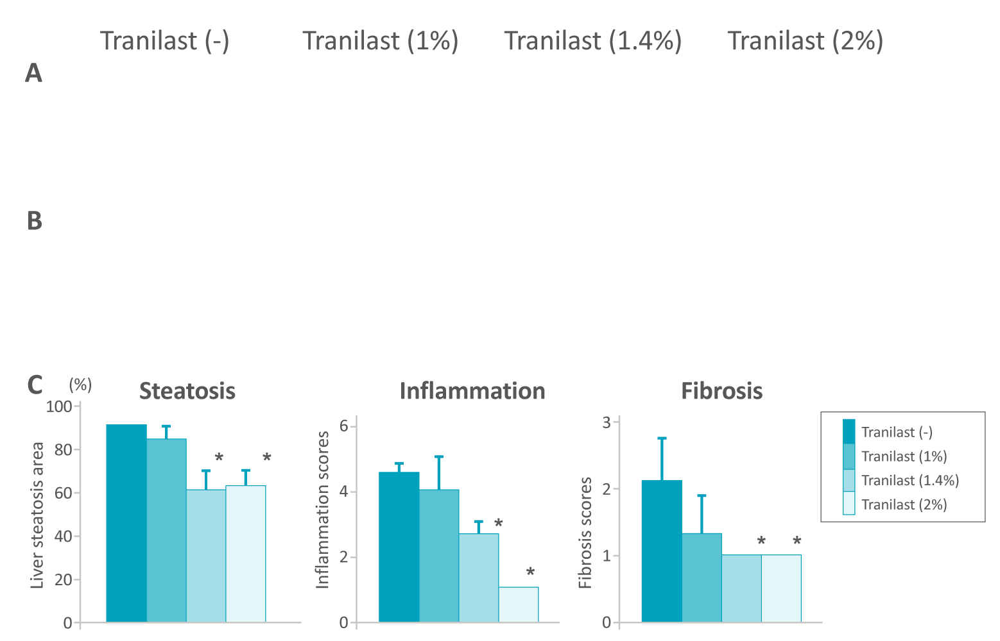 Tranilast (-) Tranilast (1%) Tranilast (1.4%) Tranilast (2%)
A
B
C
(%)
Steatosis
Liver steatosis area
100
80
60
40
20
0
*
*
Inflammation
Inflammation scores
6
4
2
0
*
*
Fibrosis
Fibrosis scores
3
2
1
0
*
*
Tranilast (-)
Tranilast (1%)
Tranilast (1.4%)
Tranilast (2%)